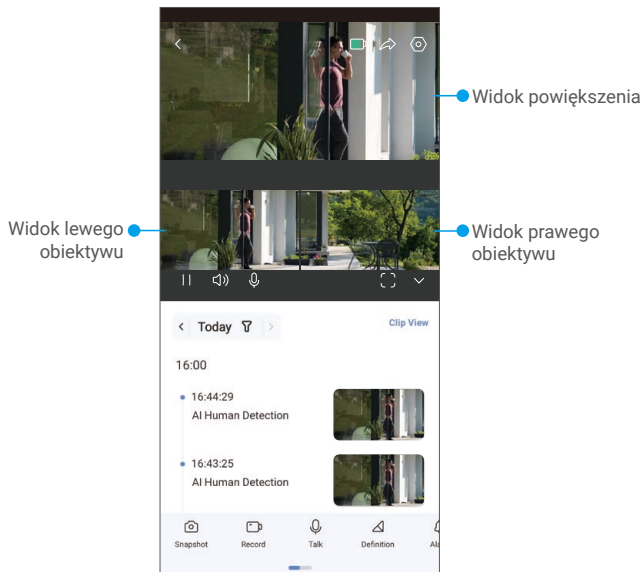 Widok powiększenia
Widok lewego
obiektywu
Widok prawego
obiektywu
Today
Clip View
16:00
16:44:29
AI Human Detection
16:43:25
AI Human Detection
Snapshot
Record
Talk
Definition